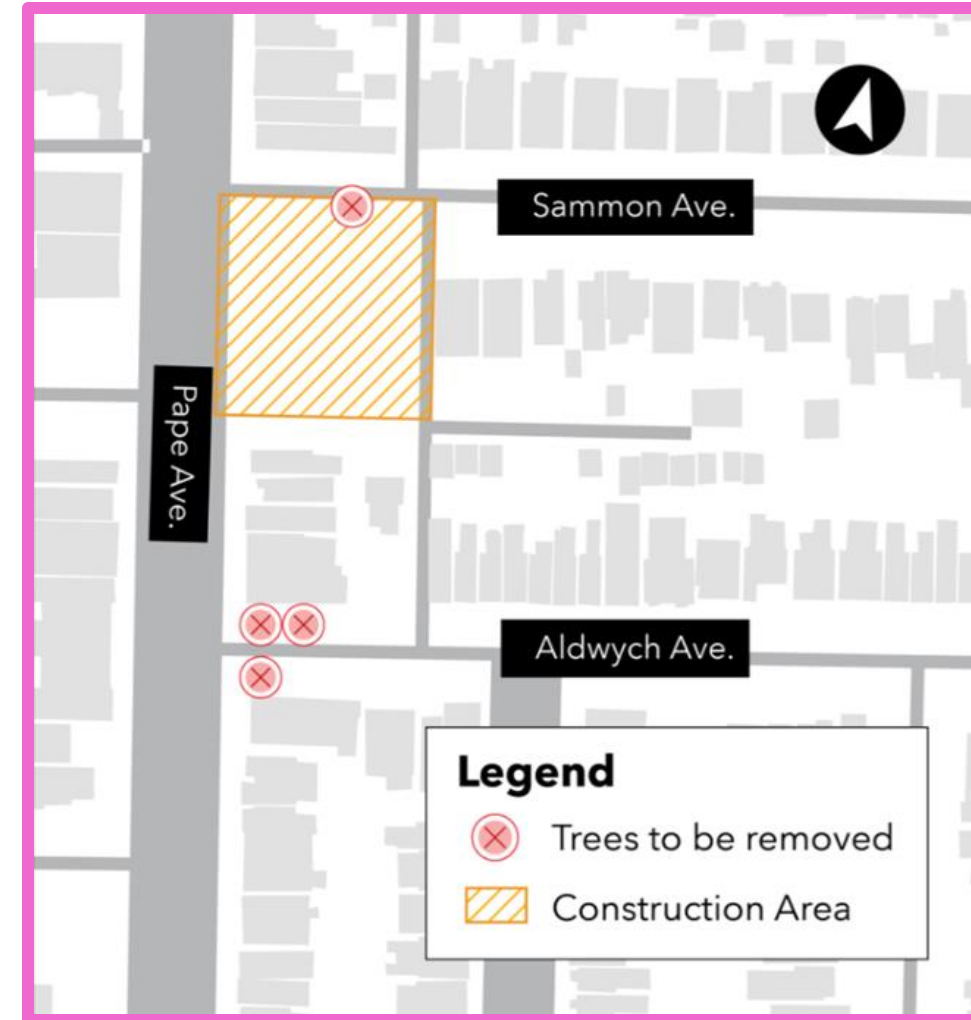 Sammon Ave.
Pape Ave.
Aldwych Ave.
Legend
Trees to be removed
Construction Area